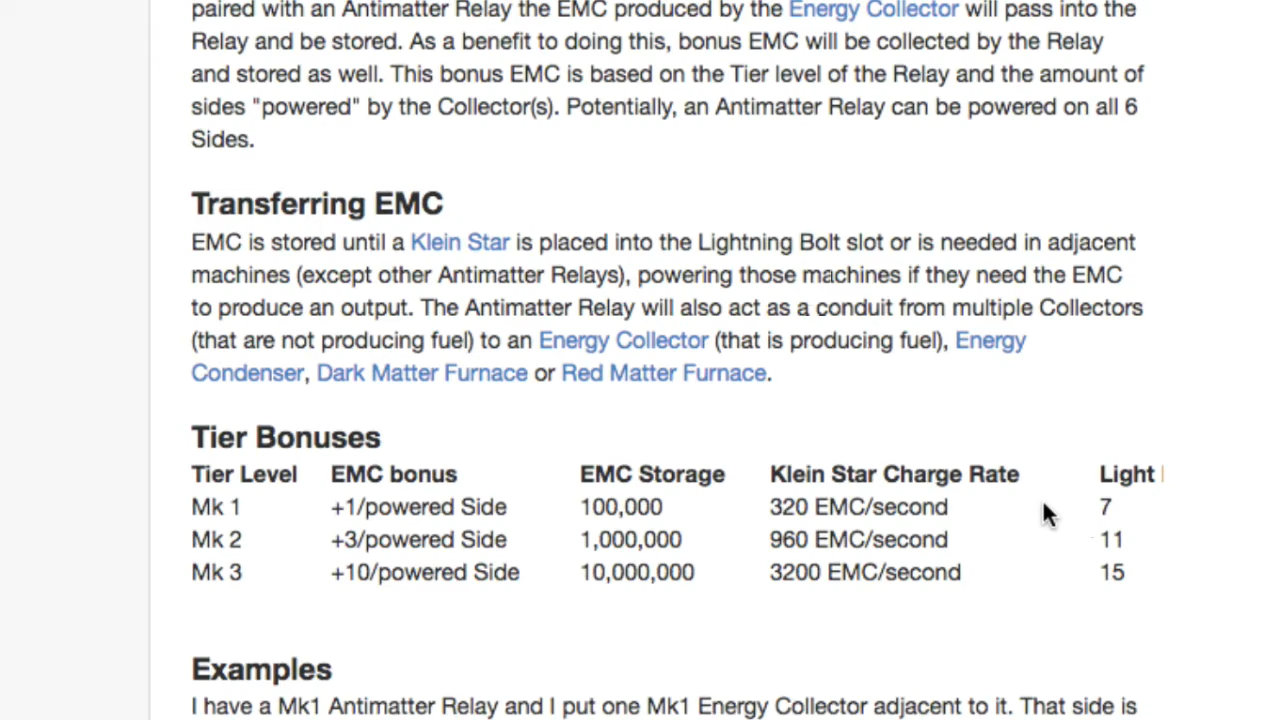 paired with an Antimatter Relay the EMC produced by the Energy Collector will pass into the
Relay and be stored. As a benefit to doing this, bonus EMC will be collected by the Relay
and stored as well. This bonus EMC is based on the Tier level of the Relay and the amount of
sides "powered" by the Collector(s). Potentially, an Antimatter Relay can be powered on all 6
Sides.
Transferring EMC
EMC is stored until a Klein Star is placed into the Lightning Bolt slot or is needed in adjacent
machines (except other Antimatter Relays), powering those machines if they need the EMC
to produce an output. The Antimatter Relay will also act as a conduit from multiple Collectors
(that are not producing fuel) to an Energy Collector (that is producing fuel), Energy
Condenser, Dark Matter Furnace or Red Matter Furnace.
Tier Bonuses
Tier Level EMC bonus EMC Storage Klein Star Charge Rate Light
Mk 1 +1/powered Side 100,000 320 EMC/second 7
Mk 2 +3/powered Side 1,000,000 960 EMC/second 11
Mk 3 +10/powered Side 10,000,000 3200 EMC/second 15
Examples
I have a Mk1 Antimatter Relay and I put one Mk1 Energy Collector adjacent to it. That side is